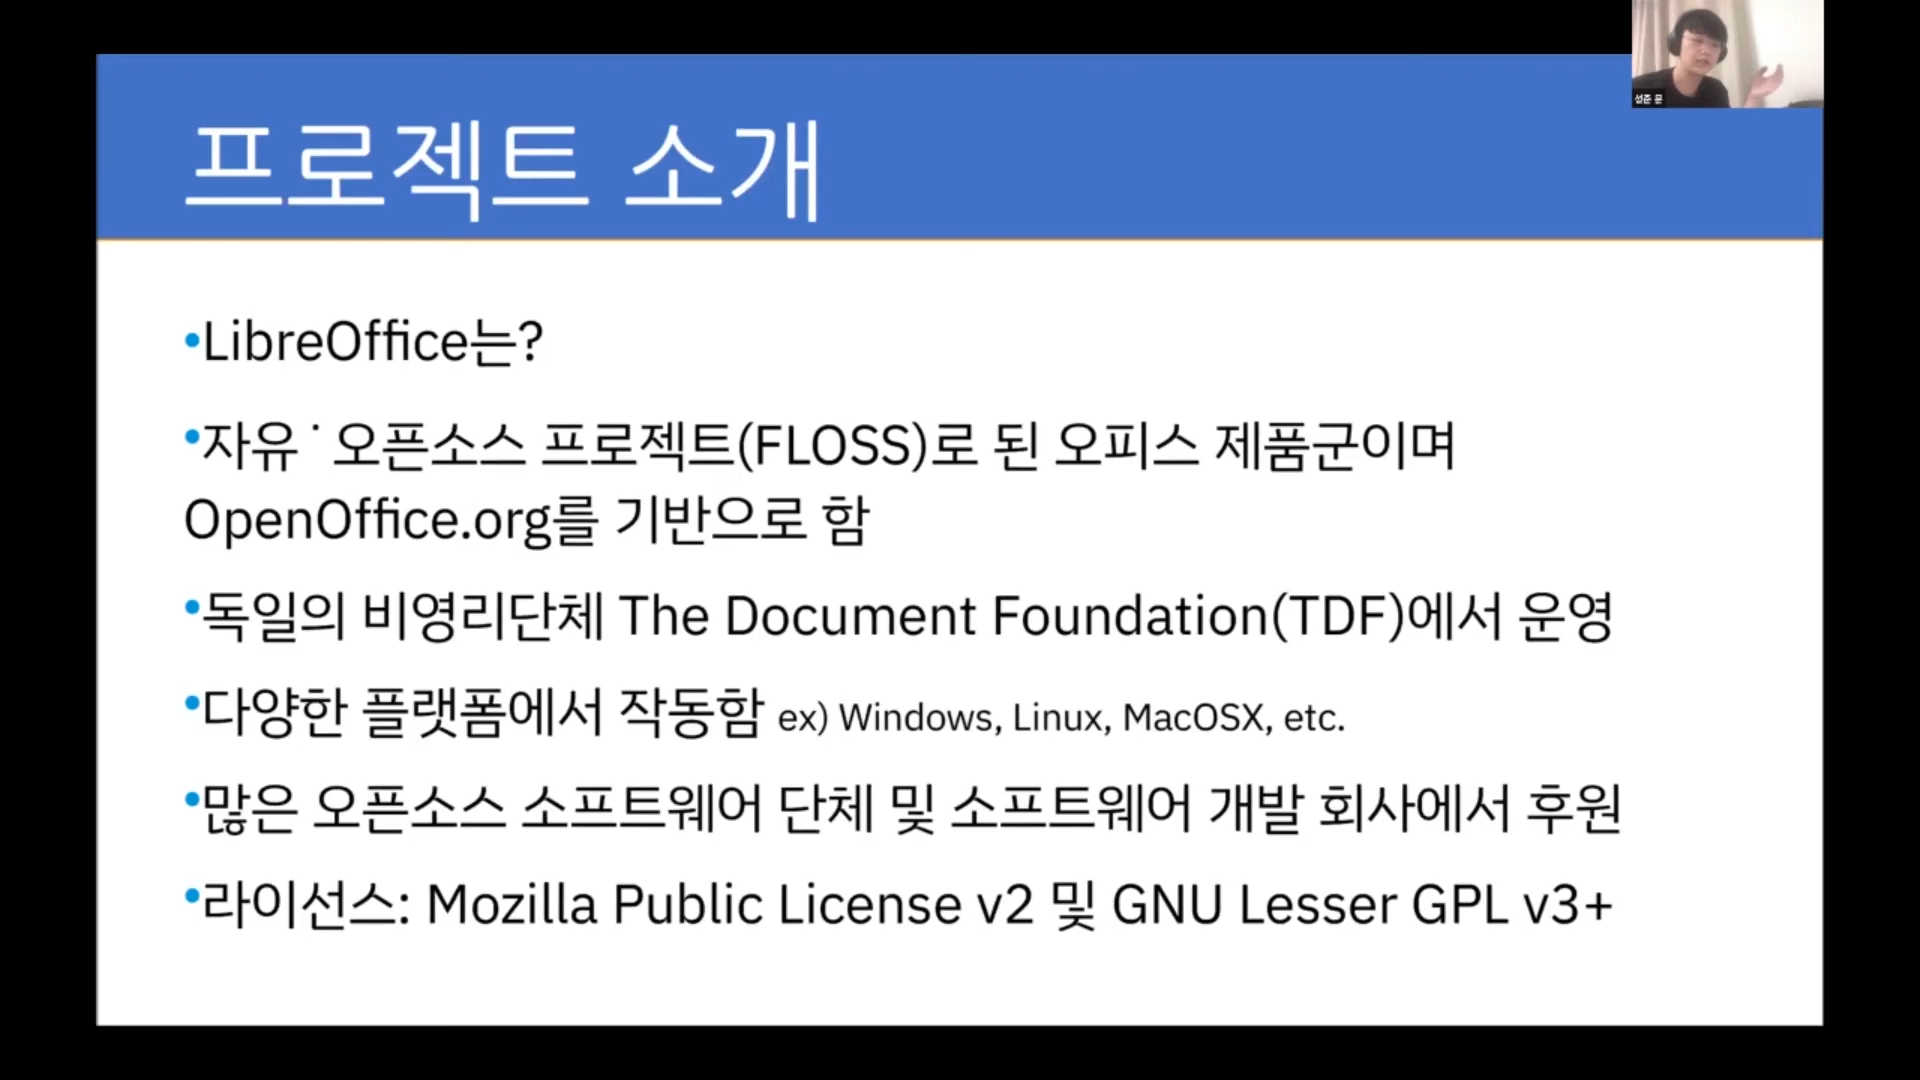 프로젝트 소개
성준 문
•LibreOffice는?
•자유˙오픈소스 프로젝트(FLOSS)로 된 오피스 제품군이며
OpenOffice.org를 기반으로 함
•독일의 비영리단체 The Document Foundation(TDF)에서 운영
•다양한 플랫폼에서 작동함 ex) Windows, Linux, MacOSX, etc.
•많은 오픈소스 소프트웨어 단체 및 소프트웨어 개발 회사에서 후원
•라이선스: Mozilla Public License v2 및 GNU Lesser GPL v3+